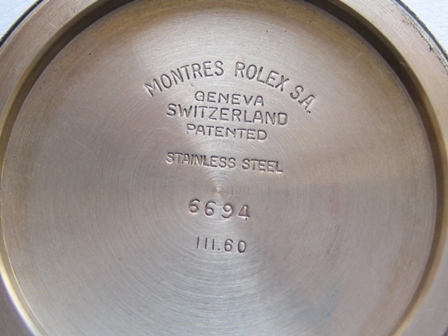 MONTRES ROLEX S.A.
GENEVA
SWITZERLAND
PATENTED
STAINLESS STEEL
6694
III.60